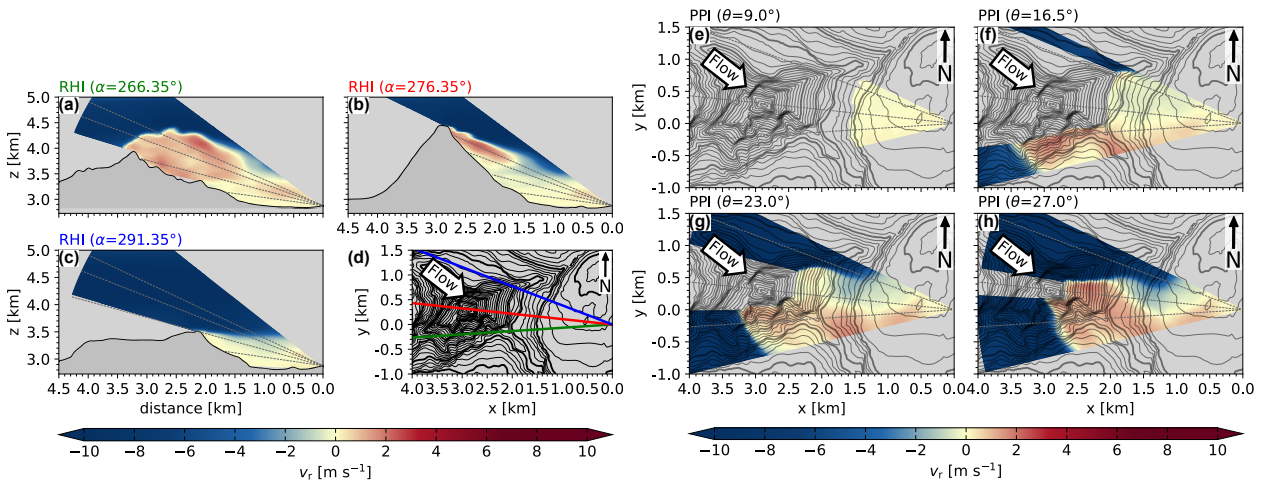 RHI (α=266.35°)
(a)
5.0
4.5
4.0
3.5
3.0
z [km]
RHI (α=276.35°)
(b)
4.5 4.0 3.5 3.0 2.5 2.0 1.5 1.0 0.5 0.0
RHI (α=291.35°)
(c)
5.0
4.5
4.0
3.5
3.0
z [km]
4.5 4.0 3.5 3.0 2.5 2.0 1.5 1.0 0.5 0.0
distance [km]
(d)
Flow
N
1.5
1.0
0.5
0.0
−0.5
−1.0
y [km]
4.0 3.5 3.0 2.5 2.0 1.5 1.0 0.5 0.0
x [km]
−10 −8 −6 −4 −2 0 2 4 6 8 10
vr [m s−1]
PPI (θ=9.0°)
(e)
Flow
N
1.5
1.0
0.5
0.0
−0.5
−1.0
y [km]
PPI (θ=16.5°)
(f)
Flow
N
PPI (θ=23.0°)
(g)
Flow
N
1.5
1.0
0.5
0.0
−0.5
−1.0
y [km]
4.0 3.5 3.0 2.5 2.0 1.5 1.0 0.5 0.0
x [km]
PPI (θ=27.0°)
(h)
Flow
N
4.0 3.5 3.0 2.5 2.0 1.5 1.0 0.5 0.0
x [km]
−10 −8 −6 −4 −2 0 2 4 6 8 10
vr [m s−1]